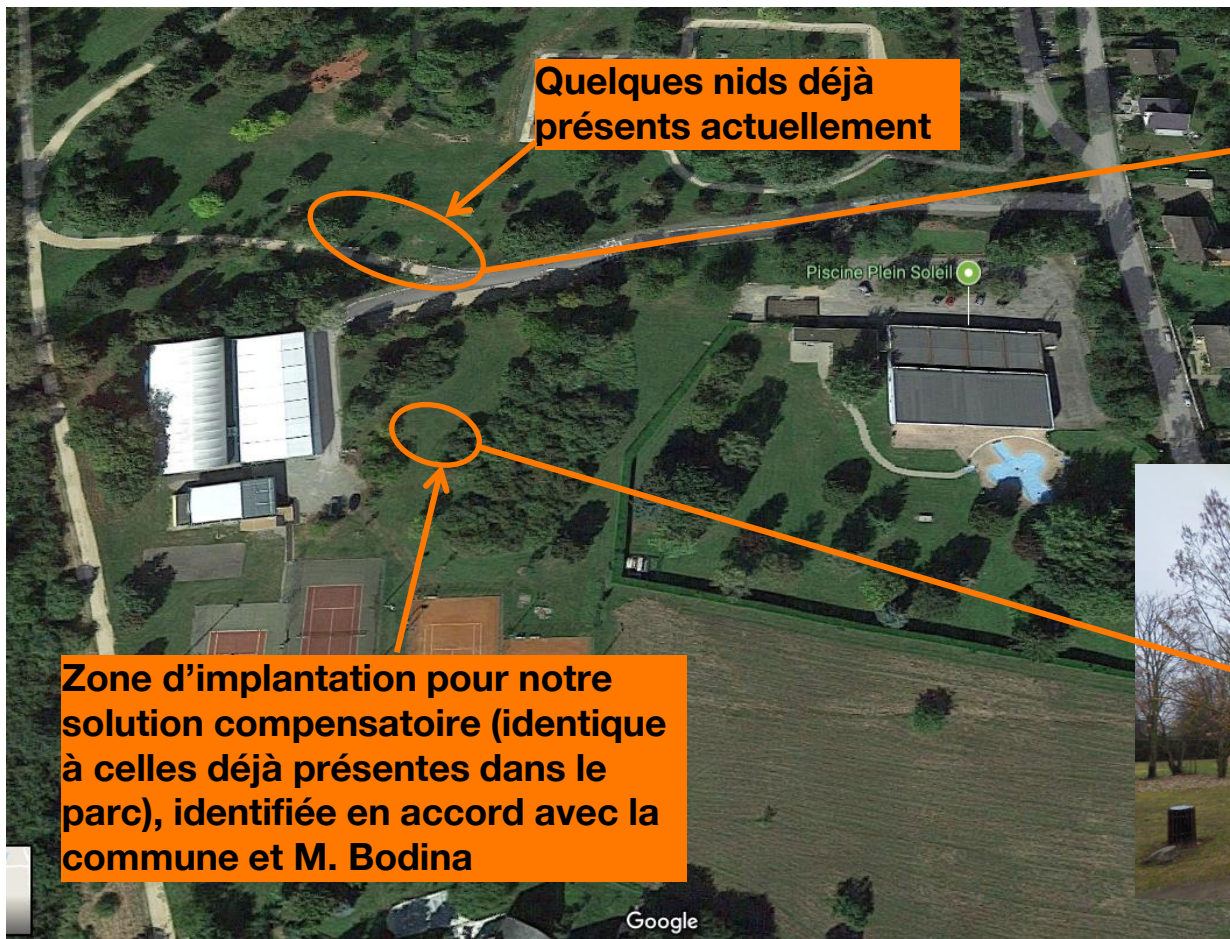 Quelques nids déjà
présents actuellement
Piscine Plein Soleil
Zone d’implantation pour notre
solution compensatoire (identique
à celles déjà présentes dans le
parc), identifiée en accord avec la
commune et M. Bodina
Google